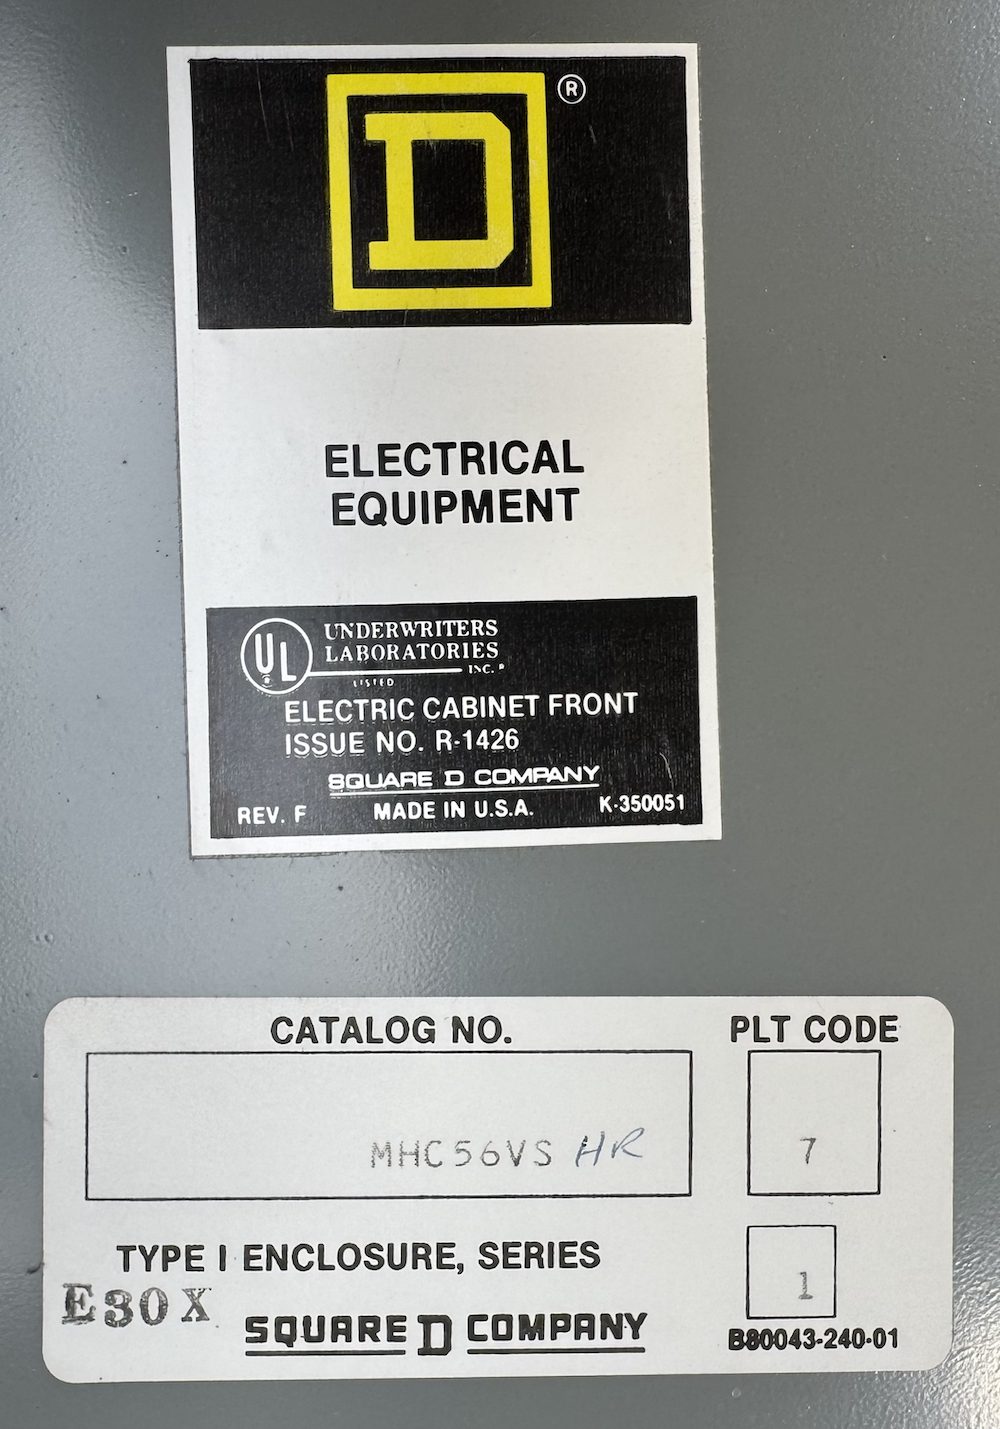 D ®
ELECTRICAL
EQUIPMENT
UL UNDERWRITERS
LABORATORIES
INC.®
LISTED
ELECTRIC CABINET FRONT
ISSUE NO. R-1426
SQUARE D COMPANY
REV. F MADE IN U.S.A. K-350051
CATALOG NO. PLT CODE
MHC56VS HR 7
TYPE I ENCLOSURE, SERIES 1
E30X
SQUARE D COMPANY B80043-240-01